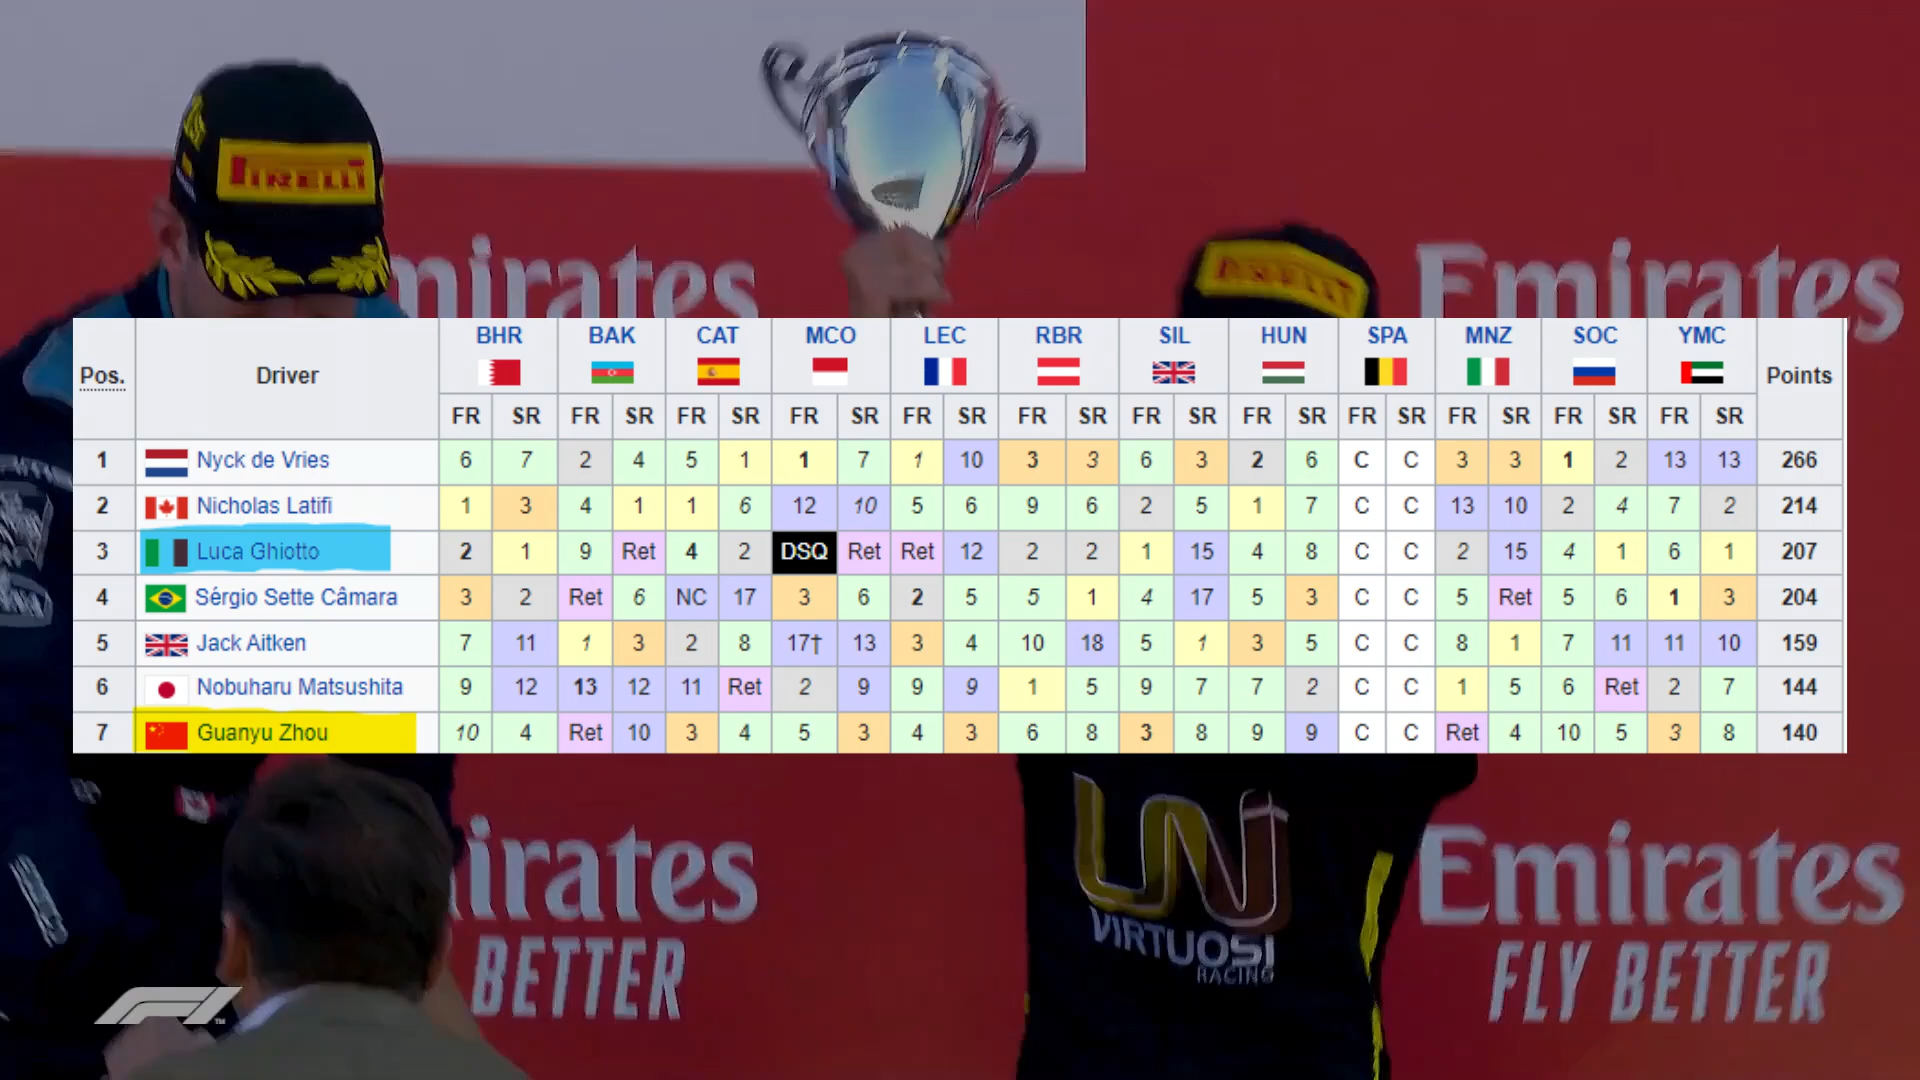 PIRELLI
PIRELLI
Emirates
Emirates
Pos. Driver BHR BAK CAT MCO LEC RBR SIL HUN SPA MNZ SOC YMC Points
FR SR FR SR FR SR FR SR FR SR FR SR FR SR FR SR FR SR FR SR FR SR FR SR
1 Nyck de Vries 6 7 2 4 5 1 1 7 1 10 3 3 6 3 2 6 C C 3 3 1 2 13 13 266
2 Nicholas Latifi 1 3 4 1 1 6 12 10 5 6 9 6 2 5 1 7 C C 13 10 2 4 7 2 214
3 Luca Ghiotto 2 1 9 Ret 4 2 DSQ Ret Ret 12 2 2 1 15 4 8 C C 2 15 4 1 6 1 207
4 Sérgio Sette Câmara 3 2 Ret 6 NC 17 3 6 2 5 5 1 4 17 5 3 C C 5 Ret 5 6 1 3 204
5 Jack Aitken 7 11 1 3 2 8 17† 13 3 4 10 18 5 1 3 5 C C 8 1 7 11 11 10 159
6 Nobuharu Matsushita 9 12 13 12 11 Ret 2 9 9 9 1 5 9 7 7 2 C C 1 5 6 Ret 2 7 144
7 Guanyu Zhou 10 4 Ret 10 3 4 5 3 4 3 6 8 3 8 9 9 C C Ret 4 10 5 3 8 140
UNI
VIRTUOSI
RACING
Emirates
BETTER
Emirates
FLY BETTER
F1